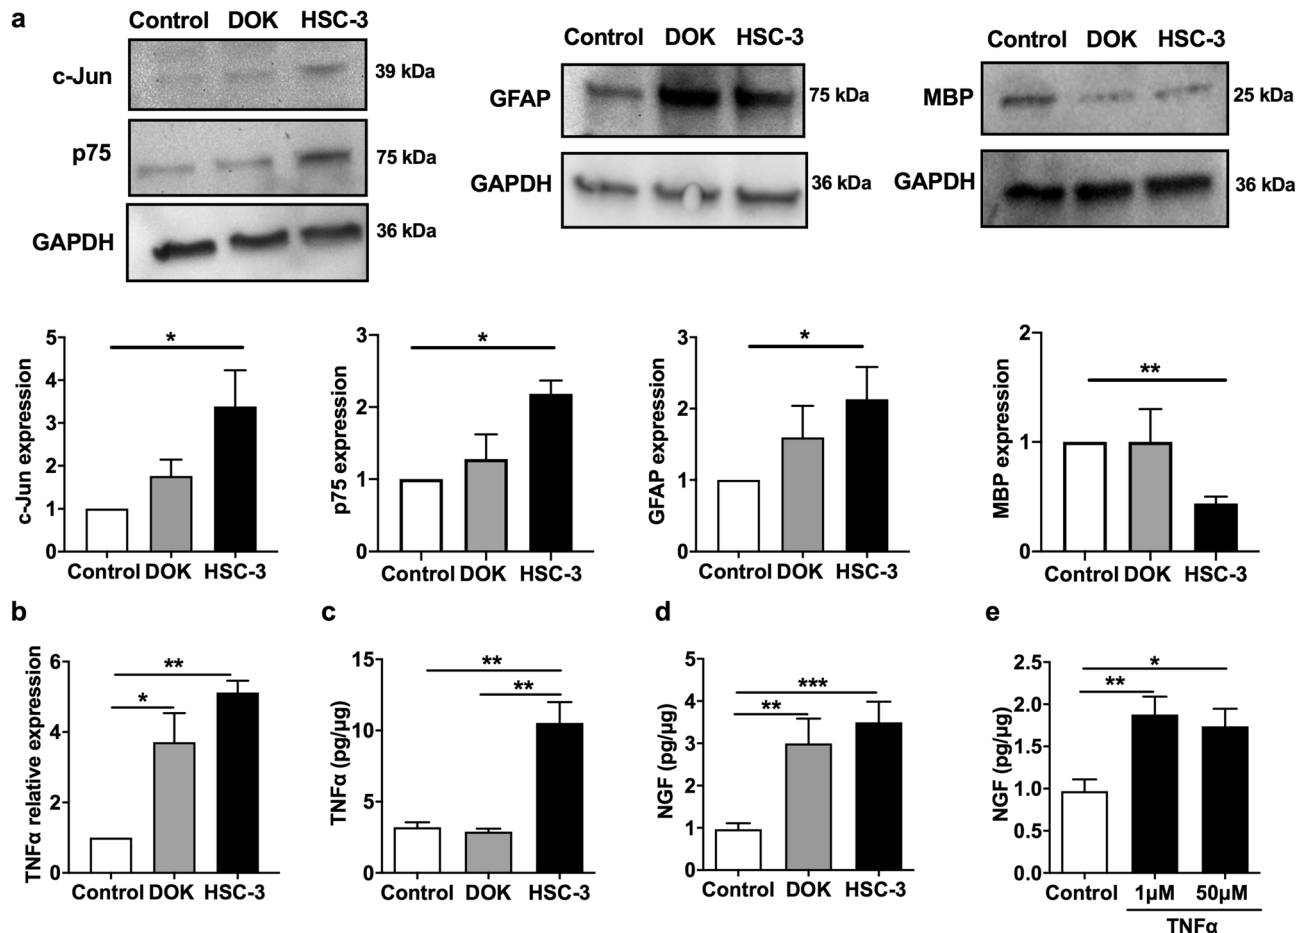 a
Control DOK HSC-3
c-Jun 39 kDa
p75 75 kDa
GAPDH 36 kDa
Control DOK HSC-3
GFAP 75 kDa
GAPDH 36 kDa
Control DOK HSC-3
MBP 25 kDa
GAPDH 36 kDa
c-Jun expression
5
4
3
2
1
0
*
Control DOK HSC-3
p75 expression
3
2
1
0
*
Control DOK HSC-3
GFAP expression
3
2
1
0
*
Control DOK HSC-3
MBP expression
2
1
0
**
Control DOK HSC-3
b
TNFα relative expression
6
4
2
0
**
*
Control DOK HSC-3
c
TNFα (pg/µg)
15
10
5
0
**
**
Control DOK HSC-3
d
NGF (pg/µg)
5
4
3
2
1
0
***
**
Control DOK HSC-3
e
NGF (pg/µg)
2.5
2.0
1.5
1.0
0.5
0.0
*
**
Control 1µM 50µM
TNFα